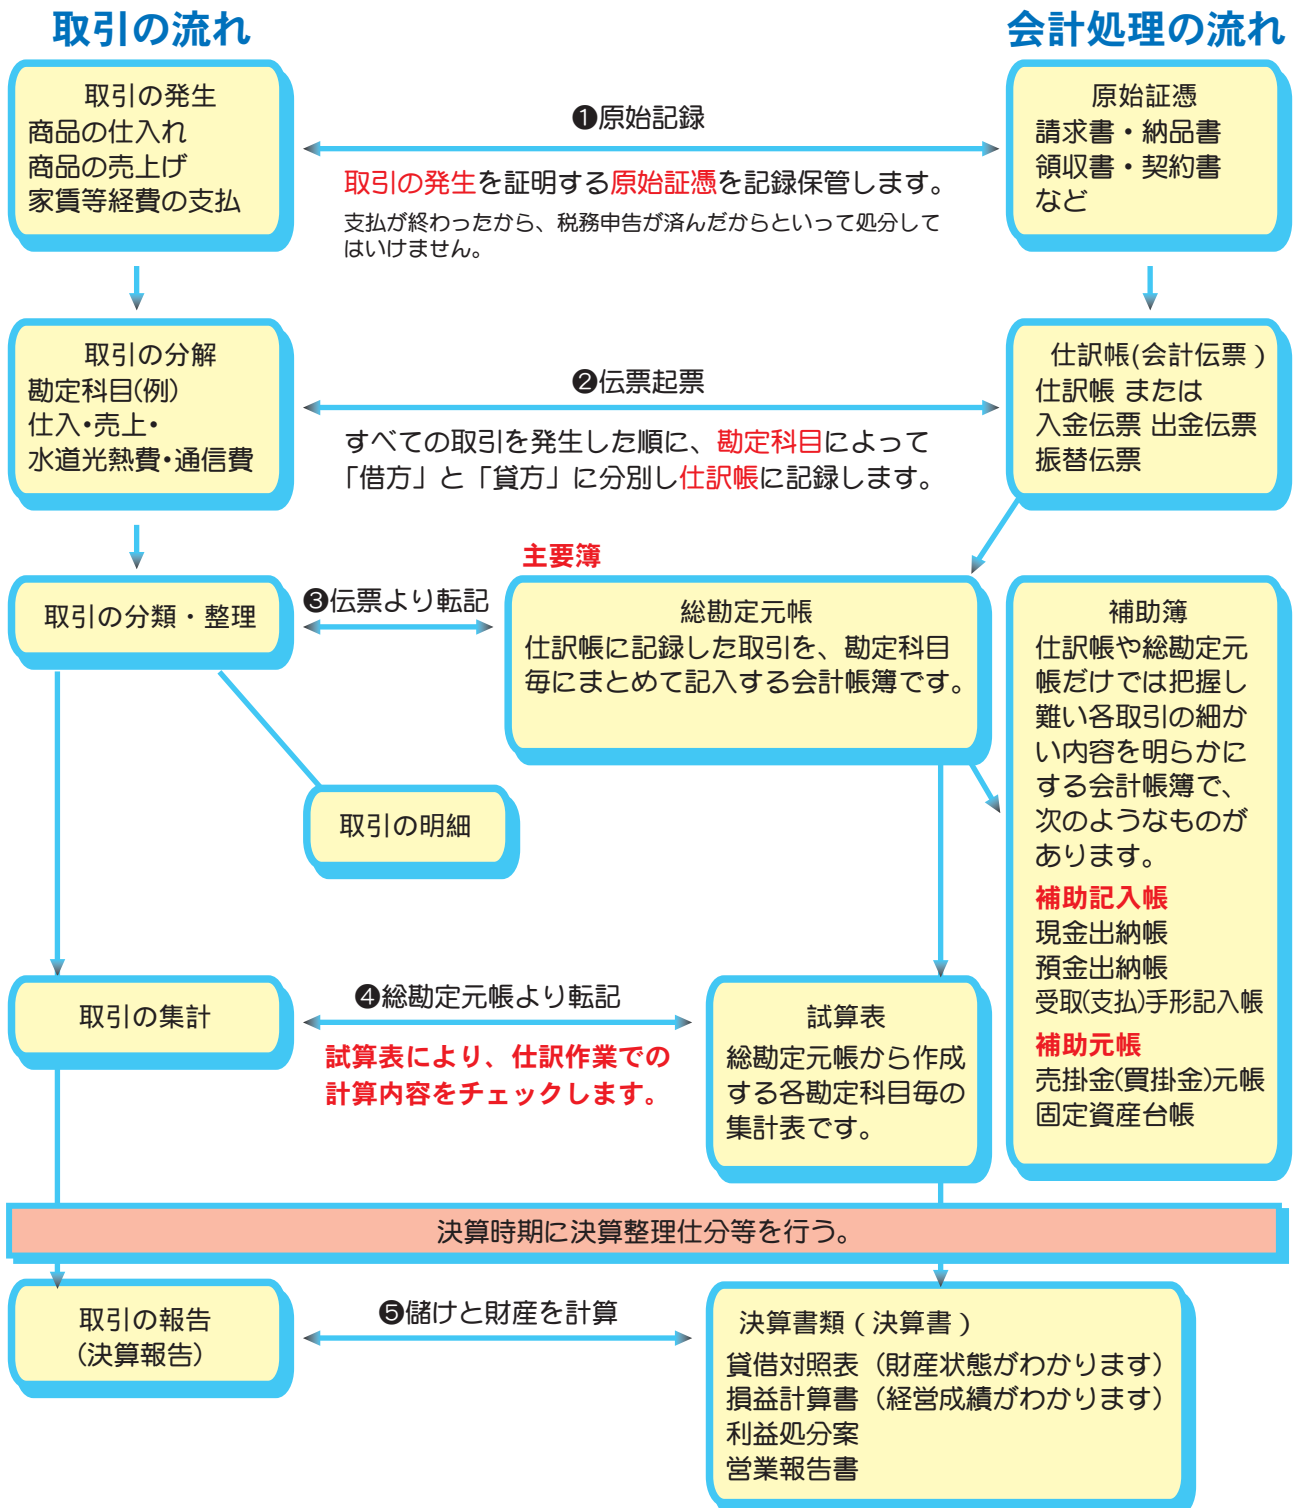 取引の流れ
会計処理の流れ
取引の発生
商品の仕入れ
商品の売上げ
家賃等経費の支払
❶原始記録
取引の発生を証明する原始証憑を記録保管します。
支払が終わったから、税務申告が済んだからといって処分して
はいけません。
原始証憑
請求書・納品書
領収書・契約書
など
取引の分解
勘定科目(例)
仕入・売上・
水道光熱費・通信費
❷伝票起票
すべての取引を発生した順に、勘定科目によって
「借方」と「貸方」に分別し仕訳帳に記録します。
仕訳帳(会計伝票)
仕訳帳 または
入金伝票 出金伝票
振替伝票
取引の分類・整理
❸伝票より転記
主要簿
総勘定元帳
仕訳帳に記録した取引を、勘定科目
毎にまとめて記入する会計帳簿です。
補助簿
仕訳帳や総勘定元
帳だけでは把握し
難い各取引の細か
い内容を明らかに
する会計帳簿で、
次のようなものが
あります。
補助記入帳
現金出納帳
預金出納帳
受取(支払)手形記入帳
補助元帳
売掛金(買掛金)元帳
固定資産台帳
取引の明細
取引の集計
❹総勘定元帳より転記
試算表により、仕訳作業での
計算内容をチェックします。
試算表
総勘定元帳から作成
する各勘定科目毎の
集計表です。
決算時期に決算整理仕分等を行う。
取引の報告
(決算報告)
❺儲けと財産を計算
決算書類(決算書)
貸借対照表（財産状態がわかります）
損益計算書（経営成績がわかります）
利益処分案
営業報告書